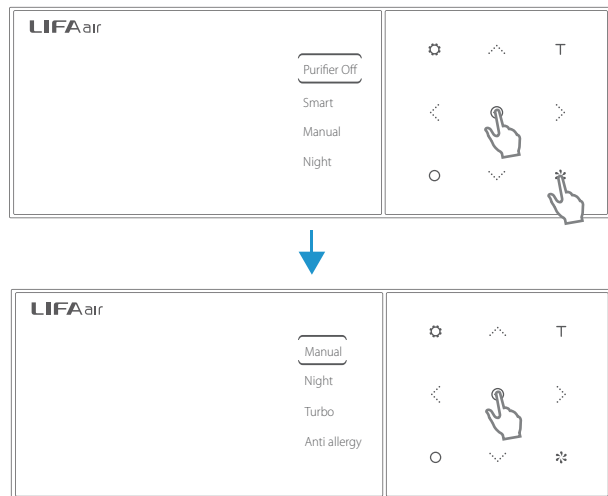 LIFAair
Purifier Off
Smart
Manual
Night
T
LIFAair
Manual
Night
Turbo
Anti allergy
T